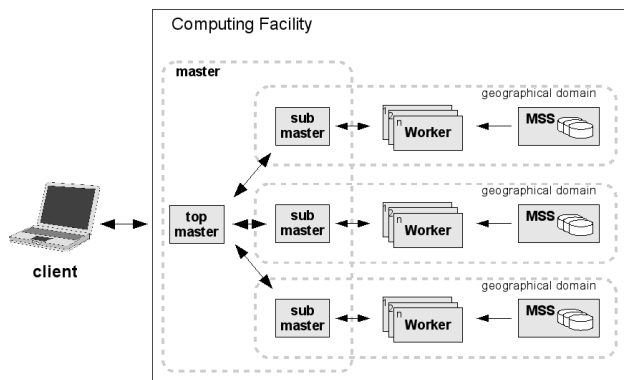 Computing Facility
master
geographical domain
sub
master
1
2
n
Worker
MSS
geographical domain
top
master
sub
master
1
2
n
Worker
MSS
client
geographical domain
sub
master
1
2
n
Worker
MSS